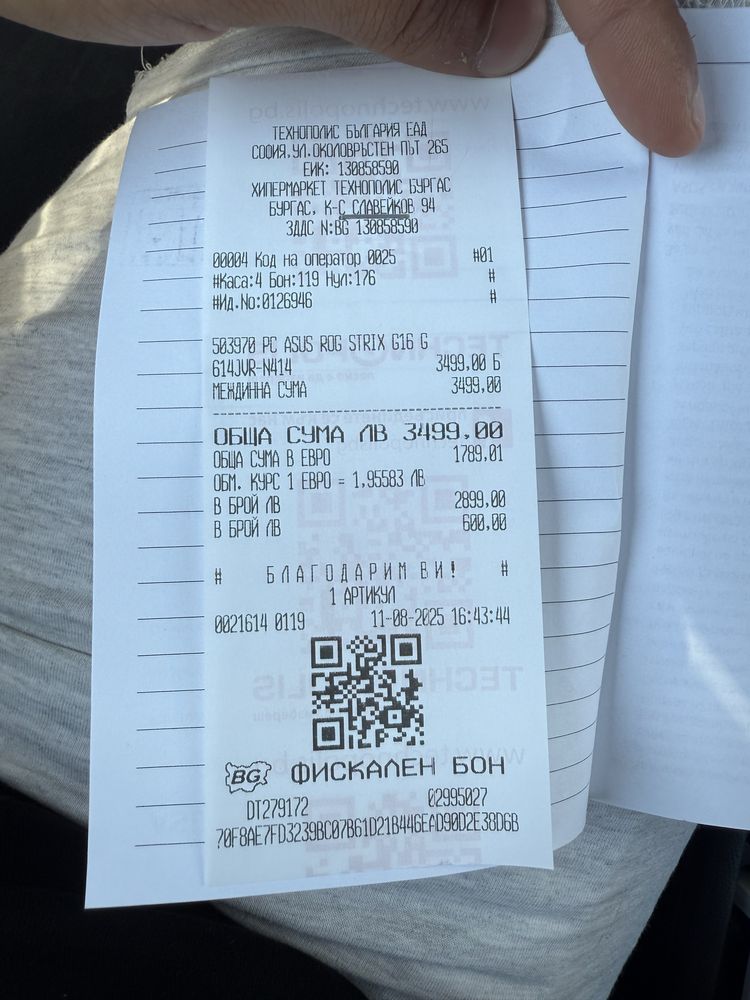 ТЕХНОПОЛИС БЪЛГАРИЯ ЕАД
СОФИЯ,УЛ.ОКОЛОВРЪСТЕН ПЪТ 265
ЕИК: 130858590
ХИПЕРМАРКЕТ ТЕХНОПОЛИС БУРГАС
БУРГАС, К-С СЛАВЕЙКОВ 94
ЗДДС N:BG 130858590
00004 Код на оператор 0025 #01
#Каса:4 Бон:119 Нул:176 #
#Ид.No:0126946 #
503970 PC ASUS ROG STRIX G16 G
614JVR-N414 3499,00 Б
МЕЖДИННА СУМА 3499,00
ОБЩА СУМА ЛВ 3499,00
ОБЩА СУМА В ЕВРО 1789,01
ОБМ. КУРС 1 ЕВРО = 1,95583 ЛВ
В БРОЙ ЛВ 2899,00
В БРОЙ ЛВ 600,00
# БЛАГОДАРИМ ВИ! #
1 АРТИКУЛ
0021614 0119 11-08-2025 16:43:44
BG ФИСКАЛЕН БОН
DT279172 02995027
70F8AE7FD3239BC07B61D21B446EAD90D2E38D6B